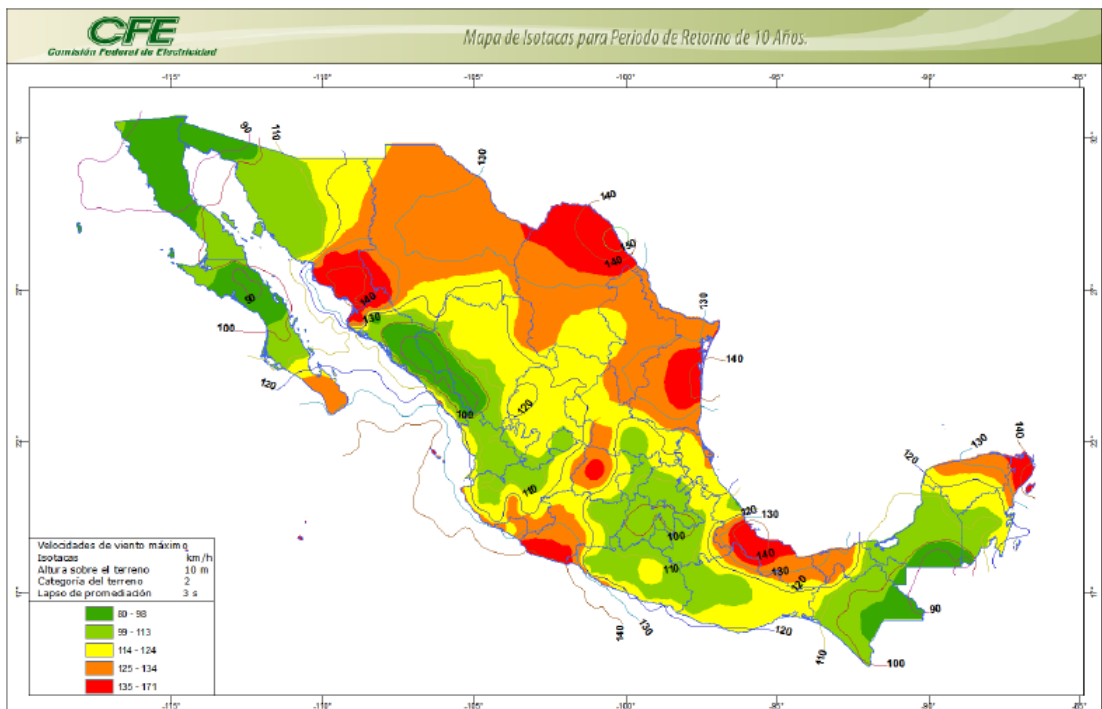 CFE
Comisión Federal de Electricidad
Mapa de Isotacas para Periodo de Retorno de 10 Años.
-115° -110° -105° -100° -95° -90° -85°
90
110
130
140
150
140
140
130
130
140
90
100
120
100
120
110
120
130
140
130
120
100
110
140
130
120
110
100
90
120
130
140
Velocidades de viento máximo
Isotacas km/h
Altura sobre el terreno 10 m
Categoría del terreno 2
Lapso de promediación 3 s
80 - 98
99 - 113
114 - 124
125 - 134
135 - 171